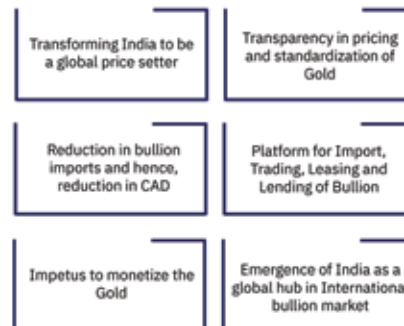 Transforming India to be
a global price setter
Transparency in pricing
and standardization of
Gold
Reduction in bullion
imports and hence,
reduction in CAD
Platform for Import,
Trading, Leasing and
Lending of Bullion
Impetus to monetize the
Gold
Emergence of India as a
global hub in Internationa
bullion market